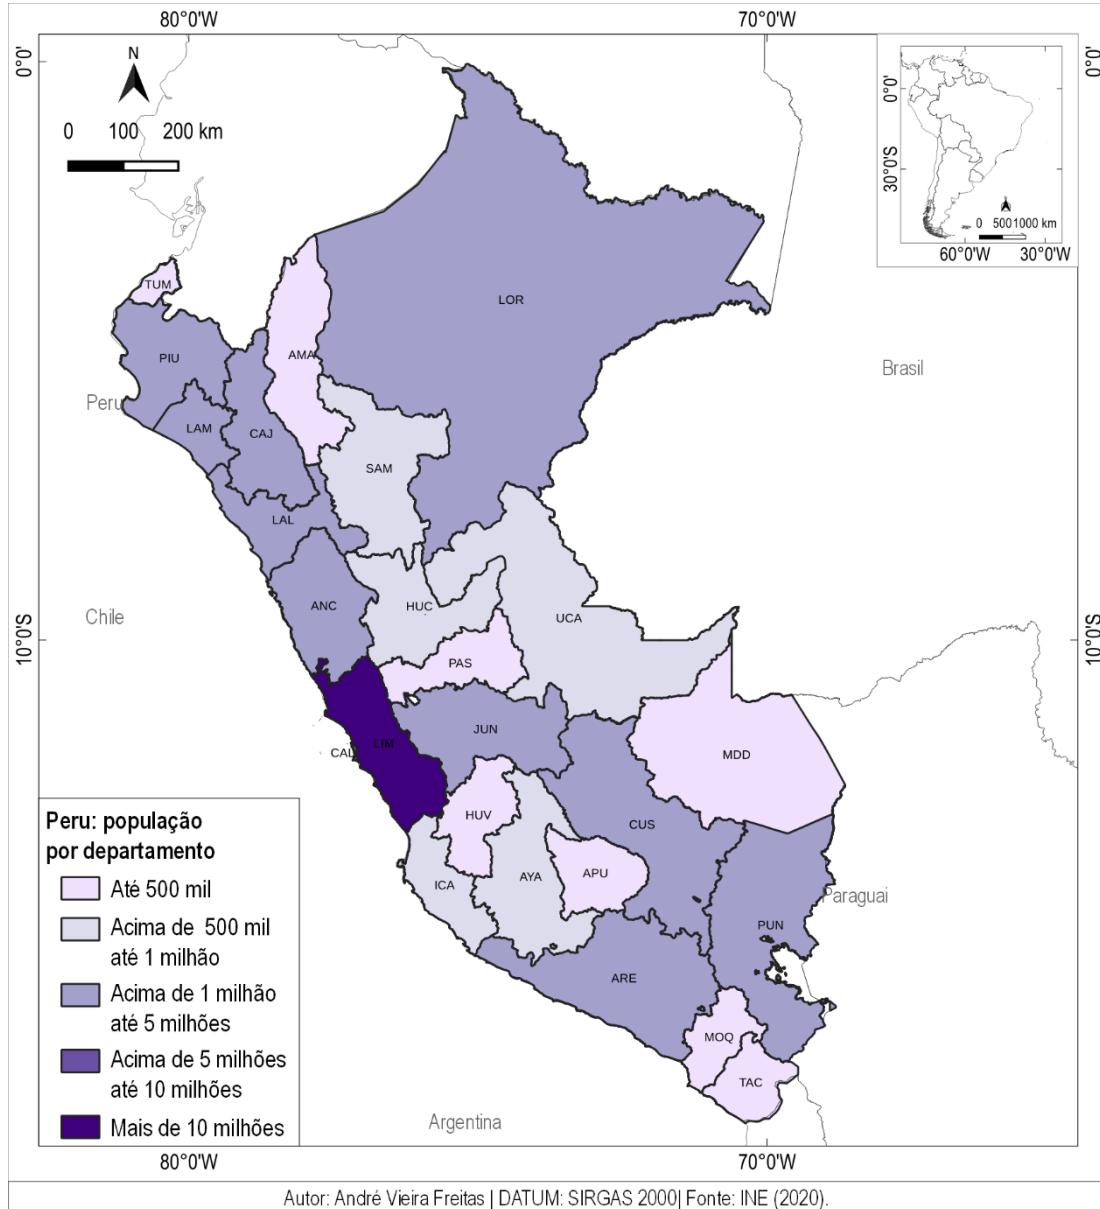 80°0'W
70°0'W
0°0'
0°0'
N
0 100 200 km
0°0'
30°0'S
0 500 1000 km
60°0'W
30°0'W
TUM
LOR
AMA
PIU
Brasil
Peru
LAM
CAJ
SAM
LAL
ANC
HUC
UCA
Chile
10°0'S
10°0'S
PAS
JUN
LIM
CAL
MDD
HUV
CUS
ICA
AYA
APU
Paraguai
PUN
ARE
MOQ
TAC
Argentina
Peru: população
por departamento
Até 500 mil
Acima de 500 mil
até 1 milhão
Acima de 1 milhão
até 5 milhões
Acima de 5 milhões
até 10 milhões
Mais de 10 milhões
80°0'W
70°0'W
Autor: André Vieira Freitas | DATUM: SIRGAS 2000| Fonte: INE (2020).